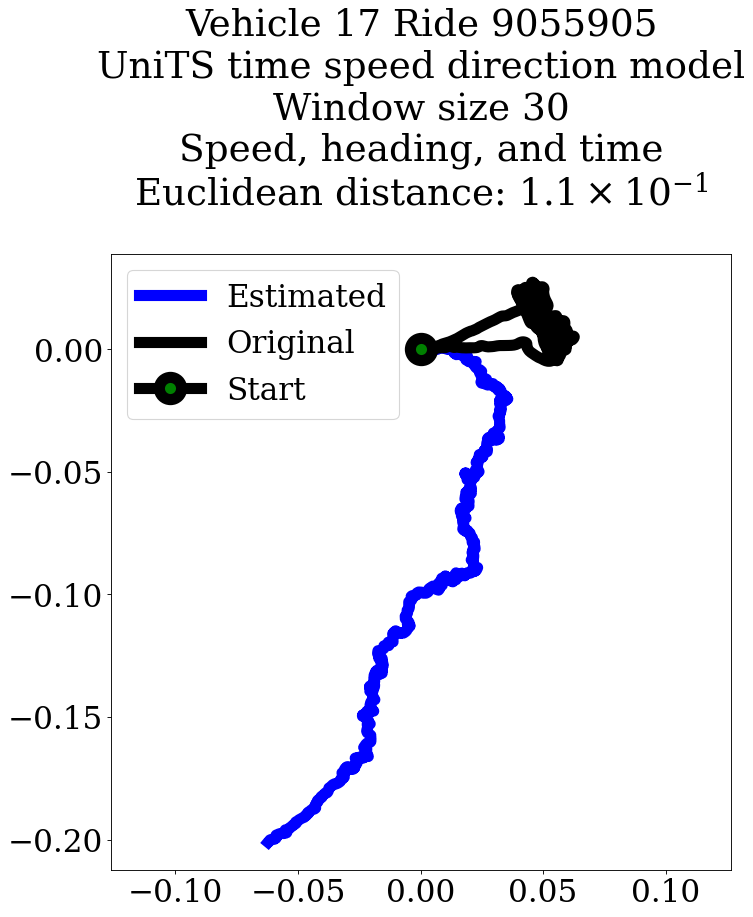 Vehicle 17 Ride 9055905
UniTS time speed direction model
Window size 30
Speed, heading, and time
Euclidean distance: 1.1 × 10⁻¹
Estimated
Original
Start
0.00
−0.05
−0.10
−0.15
−0.20
−0.10 −0.05 0.00 0.05 0.10